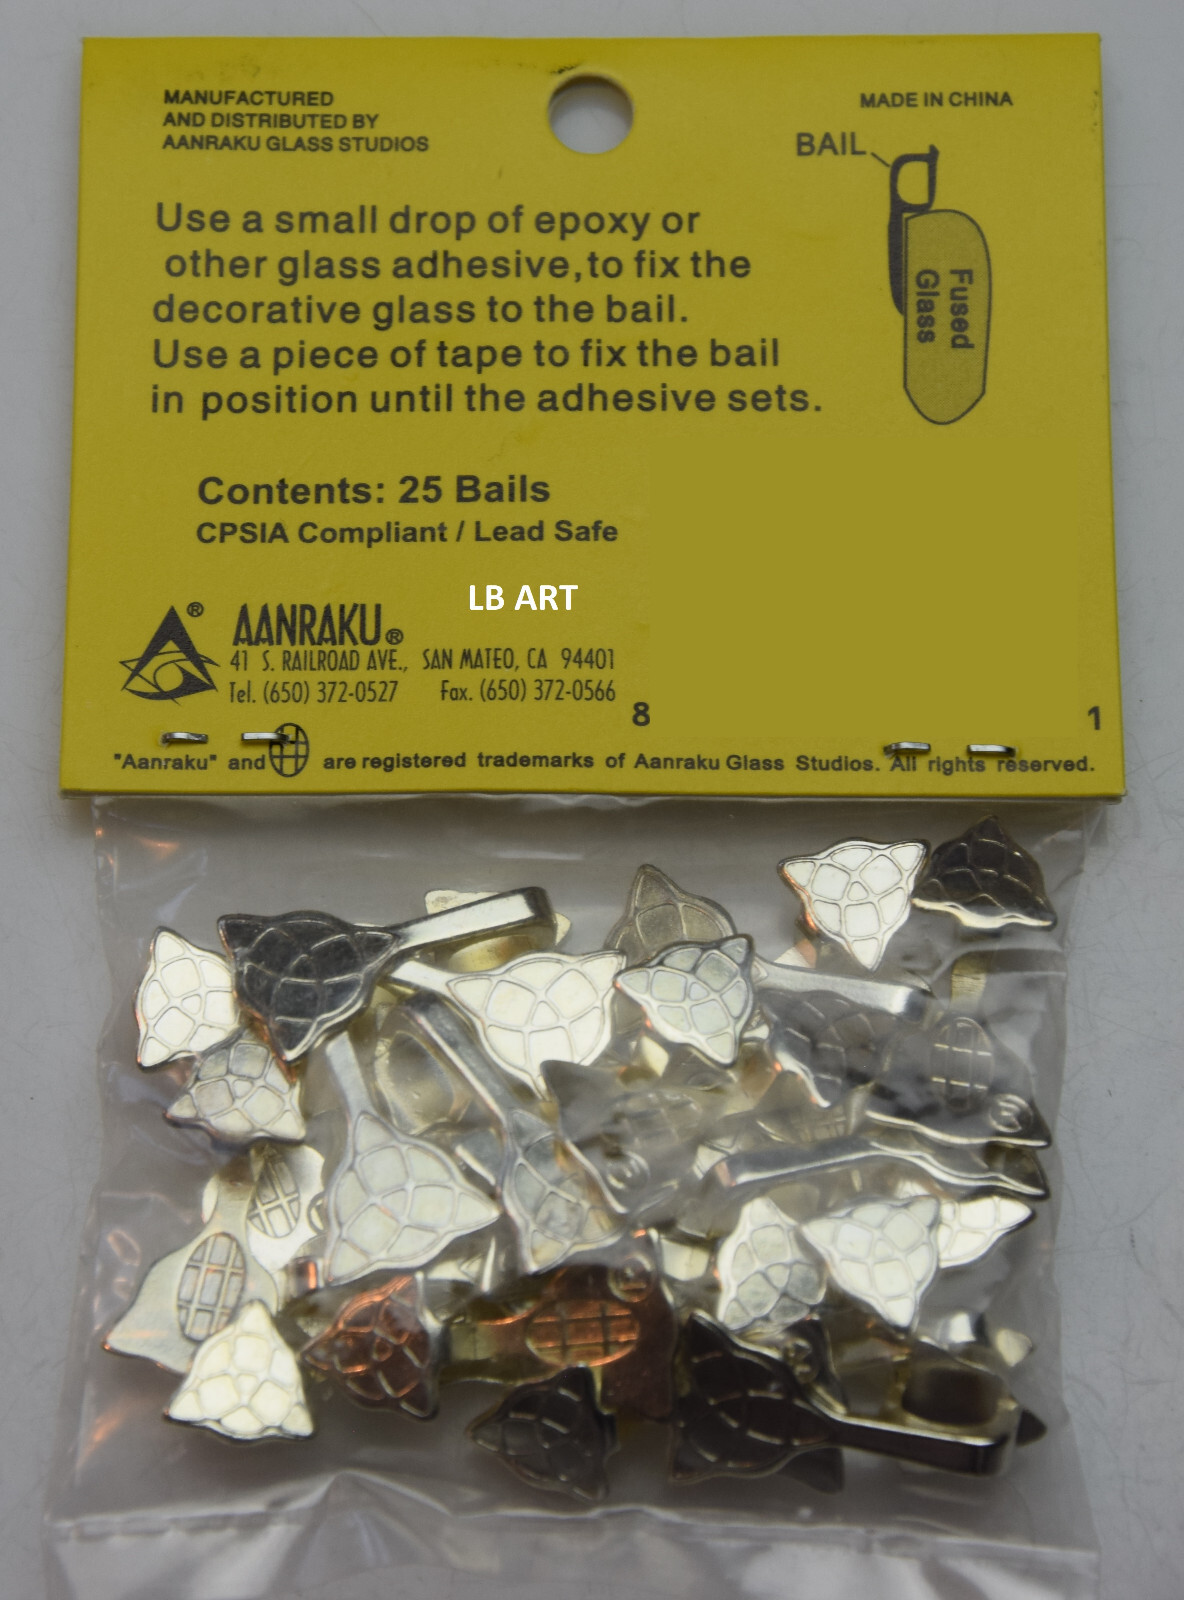 MANUFACTURED
AND DISTRIBUTED BY
AANRAKU GLASS STUDIOS
MADE IN CHINA
BAIL
Fused
Glass
Use a small drop of epoxy or
other glass adhesive,to fix the
decorative glass to the bail.
Use a piece of tape to fix the bail
in position until the adhesive sets.
Contents: 25 Bails
CPSIA Compliant / Lead Safe
LB ART
AANRAKU®
41 S. RAILROAD AVE., SAN MATEO, CA 94401
Tel. (650) 372-0527 Fax. (650) 372-0566
8 1
"Aanraku" and are registered trademarks of Aanraku Glass Studios. All rights reserved.